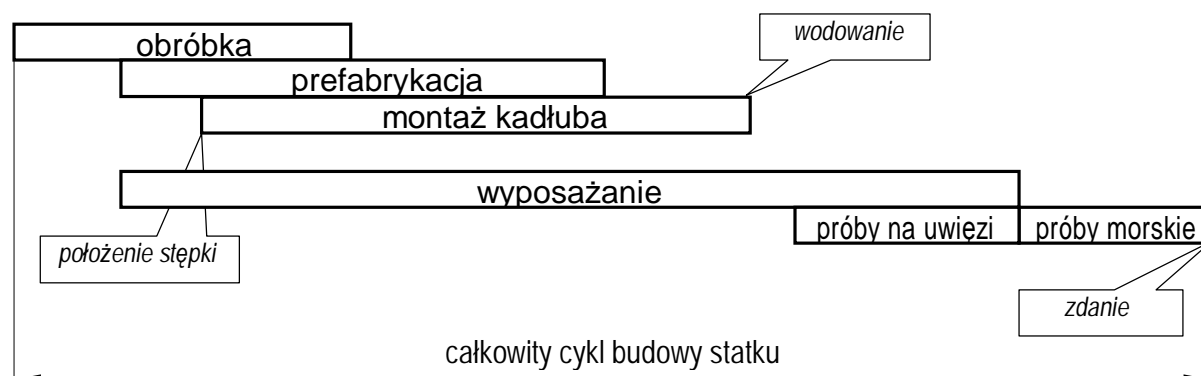 obróbka
wodowanie
prefabrykacja
montaż kadłuba
wyposażanie
próby na uwięzi
próby morskie
położenie stępki
zdanie
całkowity cykl budowy statku